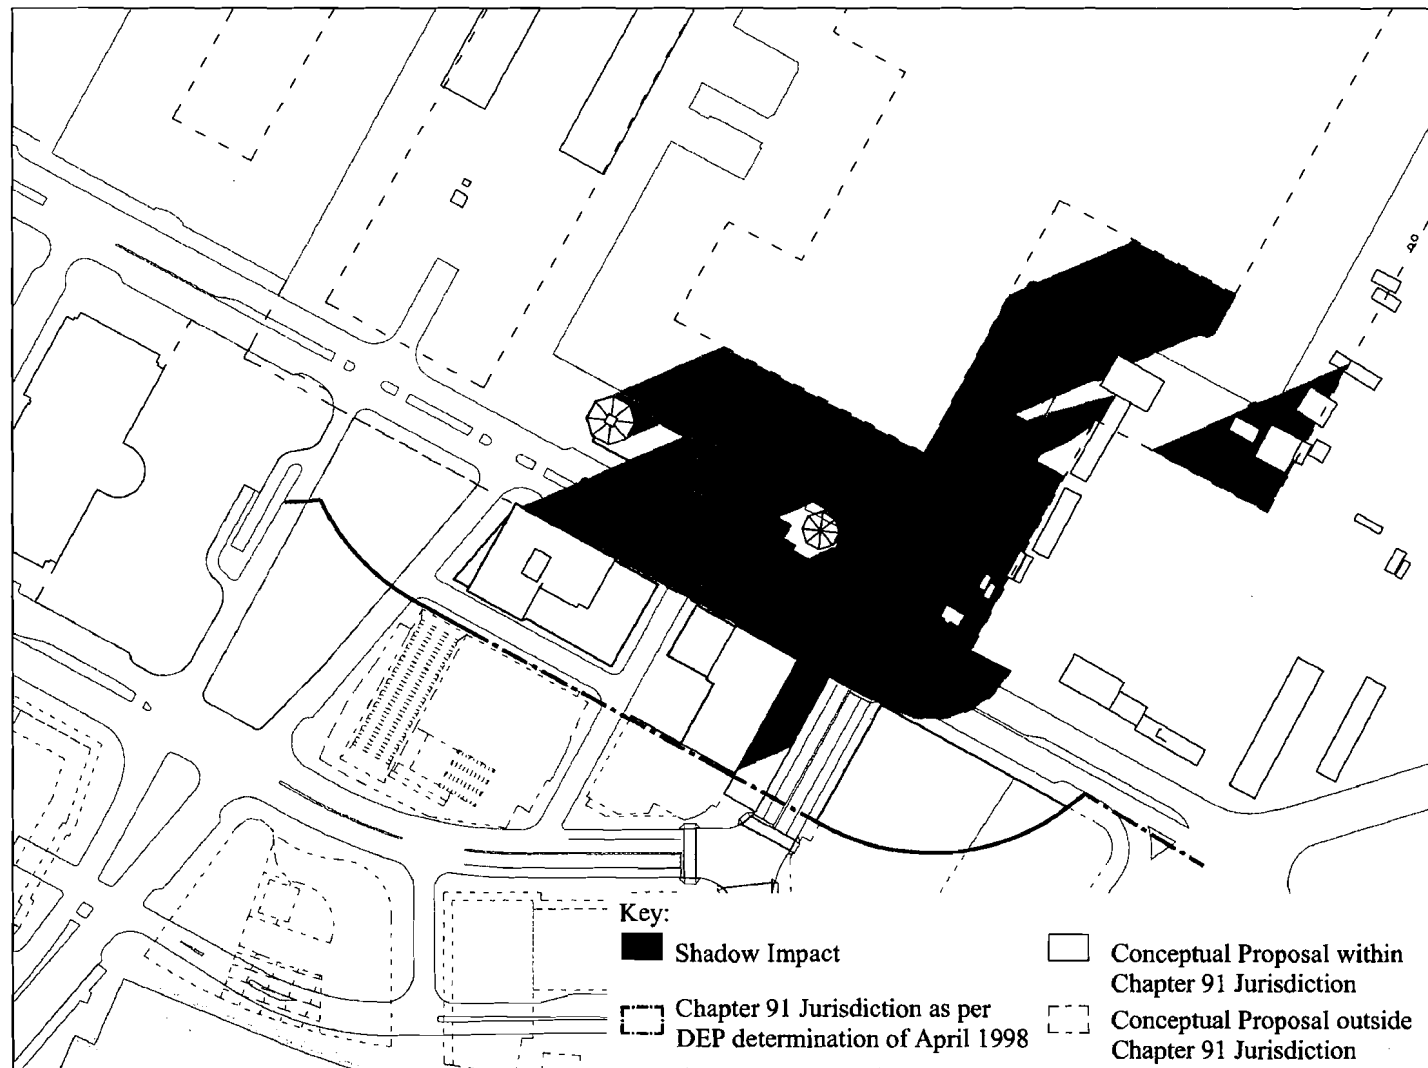 Key:
Shadow Impact
Chapter 91 Jurisdiction as per
DEP determination of April 1998
Conceptual Proposal within
Chapter 91 Jurisdiction
Conceptual Proposal outside
Chapter 91 Jurisdiction